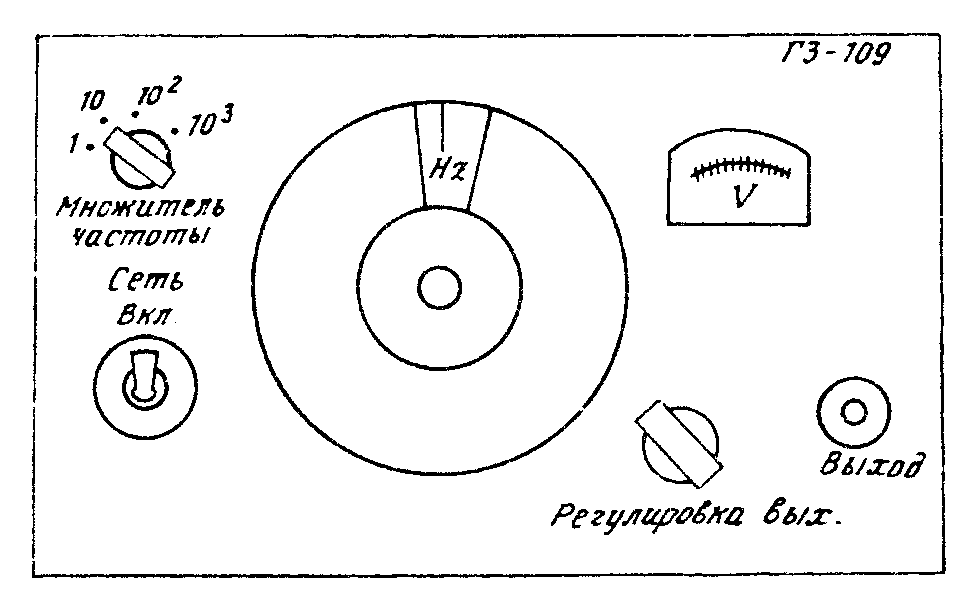 ГЗ-109
1 10 10² 10³
Множитель
частоты
Сеть
Вкл
Hz
V
Выход
Регулировка вых.